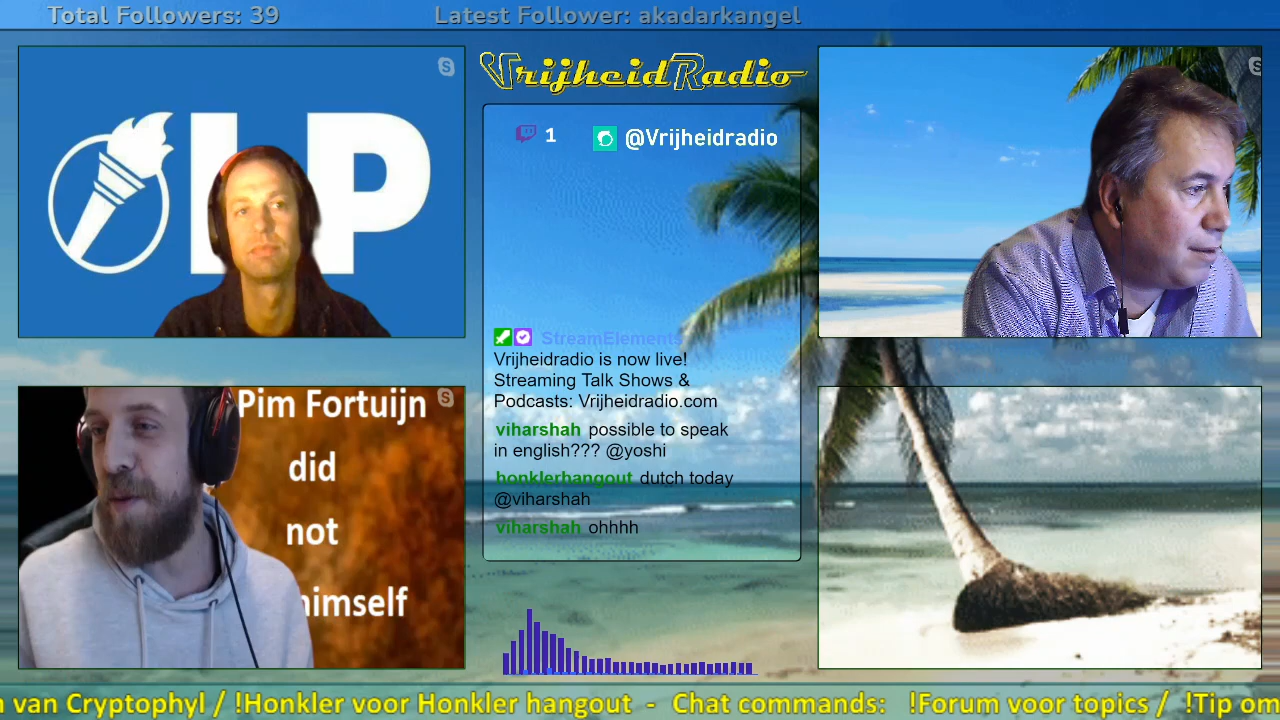 Total Followers: 39
Latest Follower: akadarkangel
LP
VrijheidRadio
1
@Vrijheidradio
StreamElements
Vrijheidradio is now live!
Streaming Talk Shows &
Podcasts: Vrijheidradio.com
viharshah possible to speak
in english??? @yoshi
honklerhangout dutch today
@viharshah
viharshah ohhhh
Pim Fortuijn
did
not
himself
van Cryptophyl / !Honkler voor Honkler hangout - Chat commands: !Forum voor topics / !Tip om